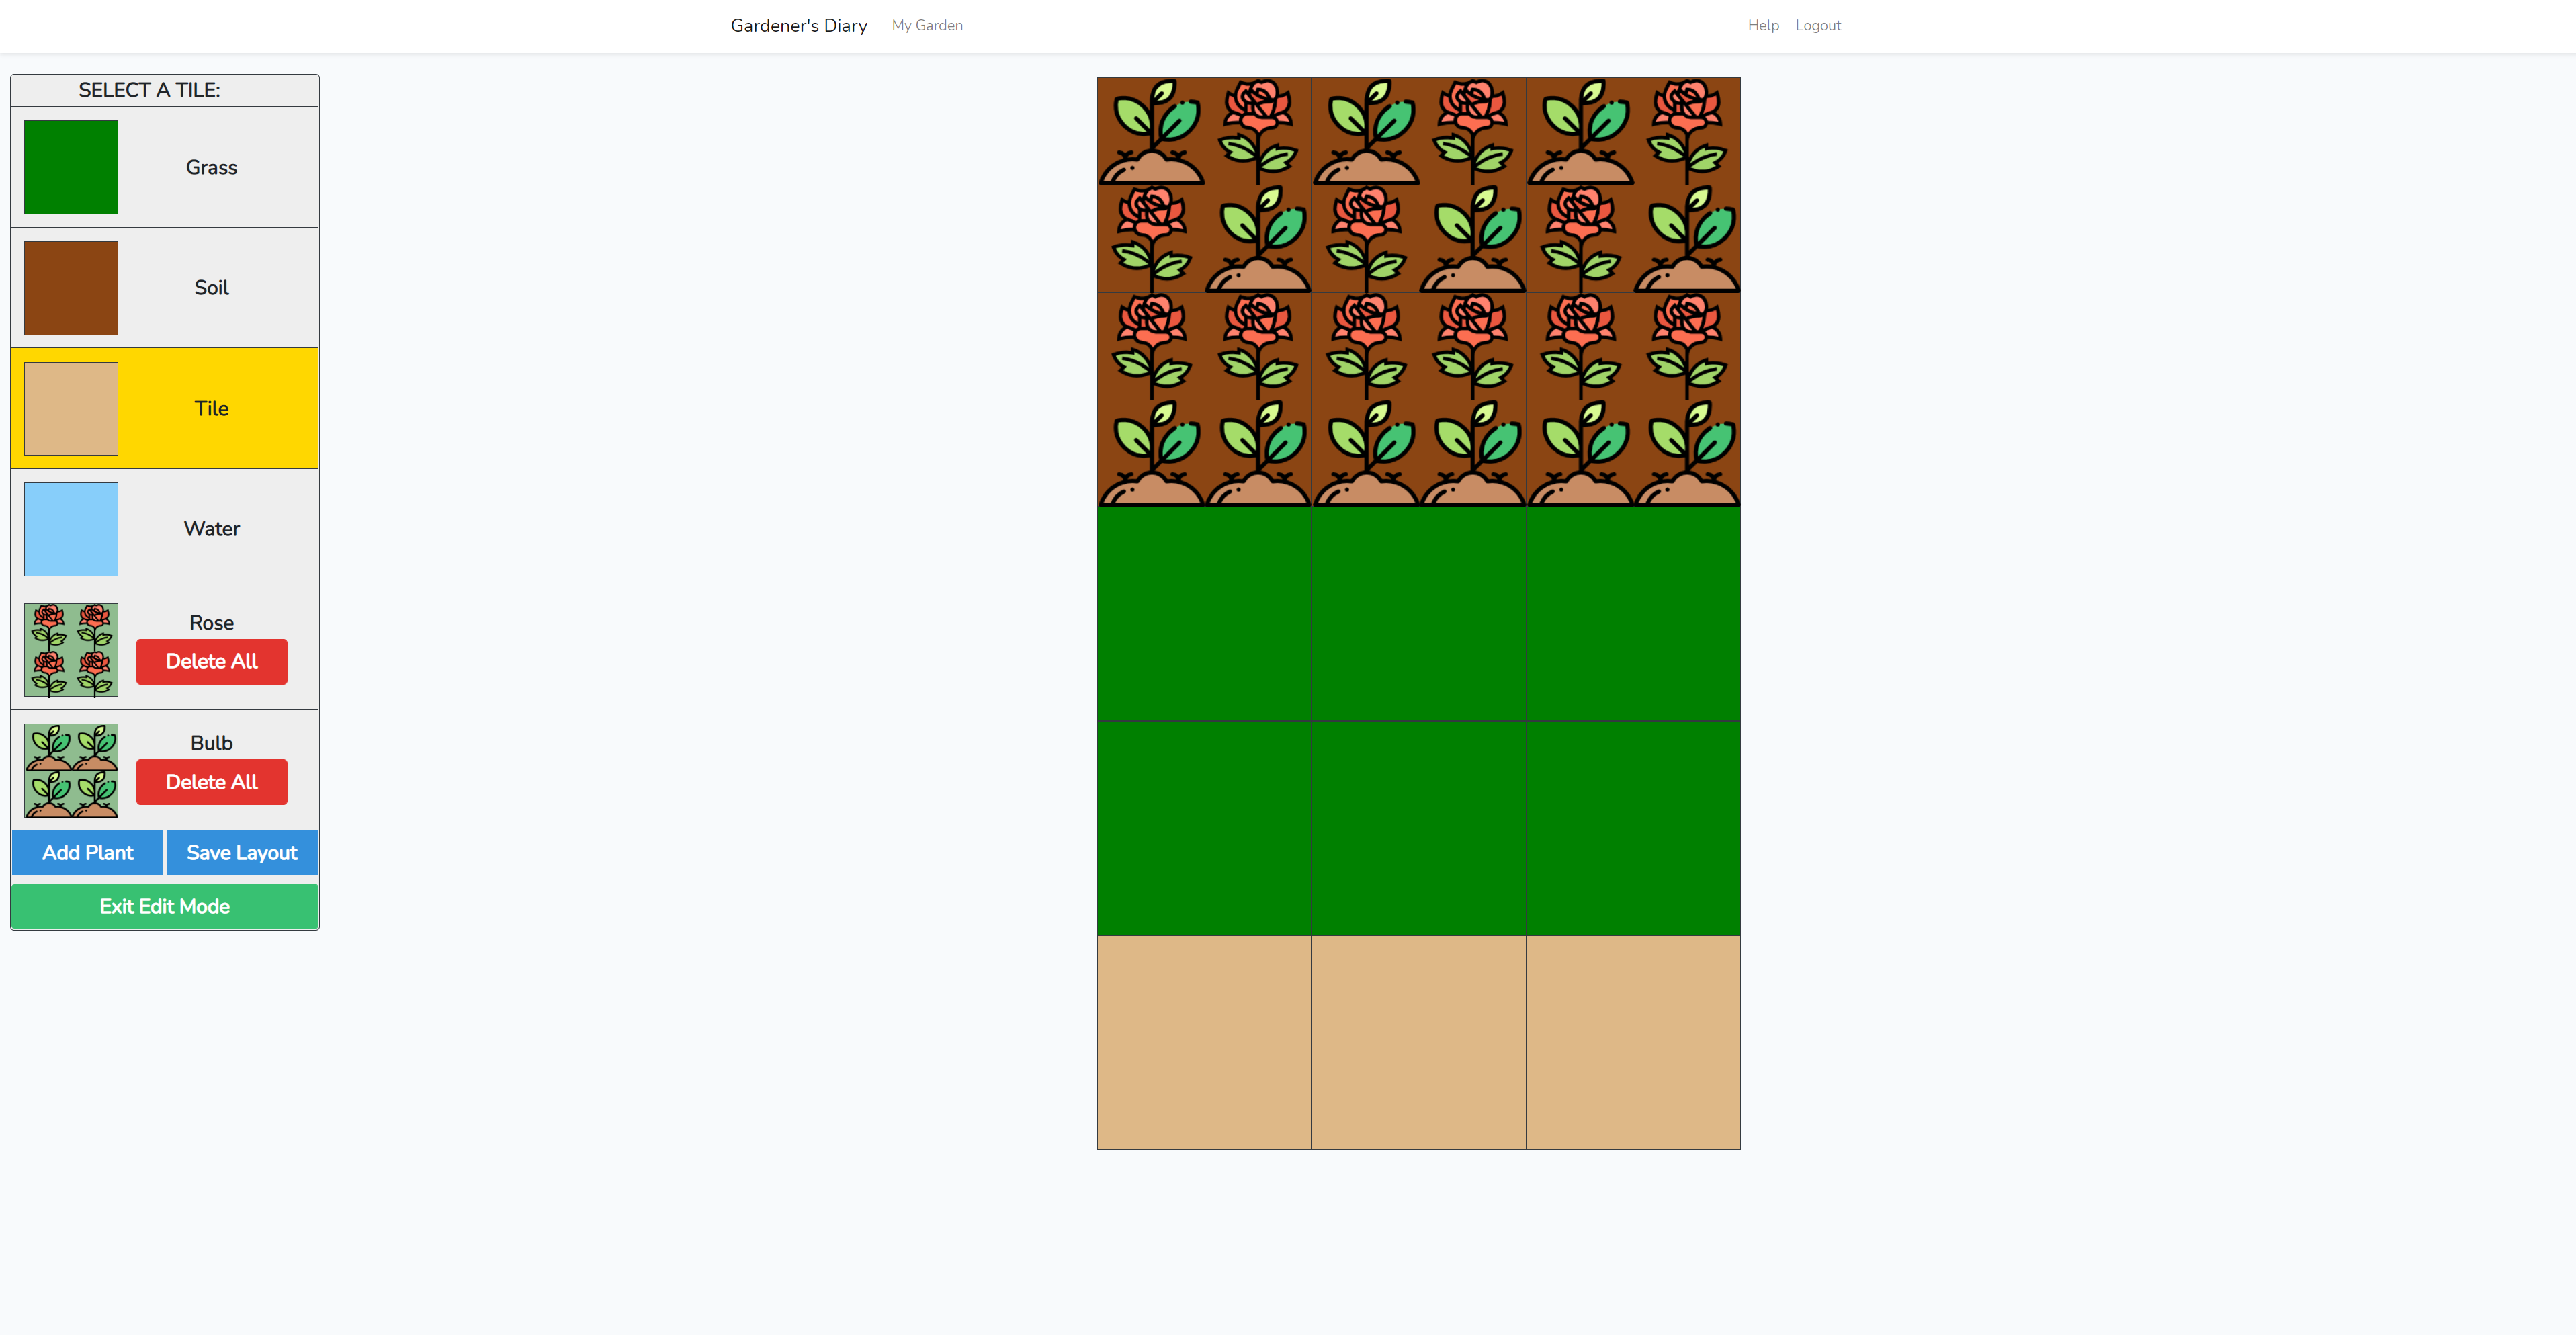 Gardener's Diary My Garden Help Logout
SELECT A TILE:
Grass
Soil
Tile
Water
Rose
Delete All
Bulb
Delete All
Add Plant Save Layout
Exit Edit Mode